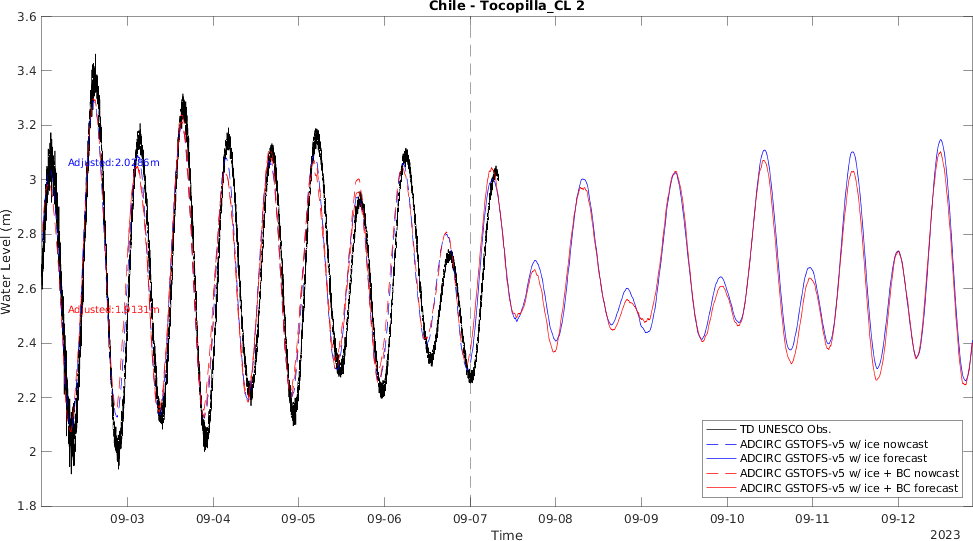 Chile - Tocopilla_CL 2
3.6
3.4
3.2
3
2.8
2.6
2.4
2.2
2
1.8
Water Level (m)
Adjusted:
Adjusted:
TD UNESCO Obs.
ADCIRC GSTOFS-v5 w/ ice nowcast
ADCIRC GSTOFS-v5 w/ ice forecast
ADCIRC GSTOFS-v5 w/ ice + BC nowcast
ADCIRC GSTOFS-v5 w/ ice + BC forecast
09-03 09-04 09-05 09-06 09-07 09-08 09-09 09-10 09-11 09-12
Time
2023